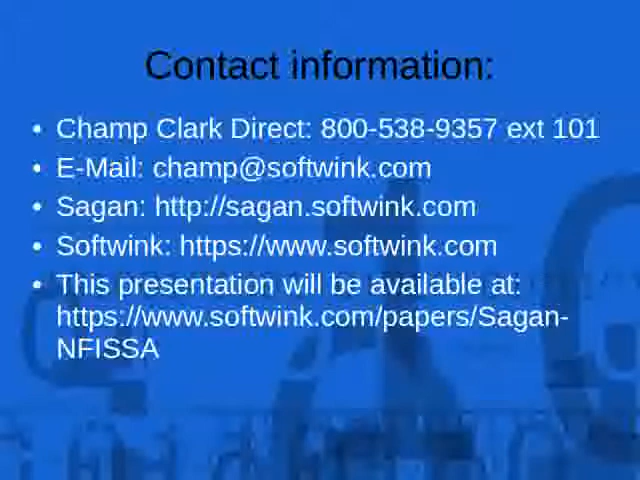 Contact information:
• Champ Clark Direct: 800-538-9357 ext 101
• E-Mail: champ@softwink.com
• Sagan: http://sagan.softwink.com
• Softwink: https://www.softwink.com
• This presentation will be available at:
https://www.softwink.com/papers/Sagan-
NFISSA